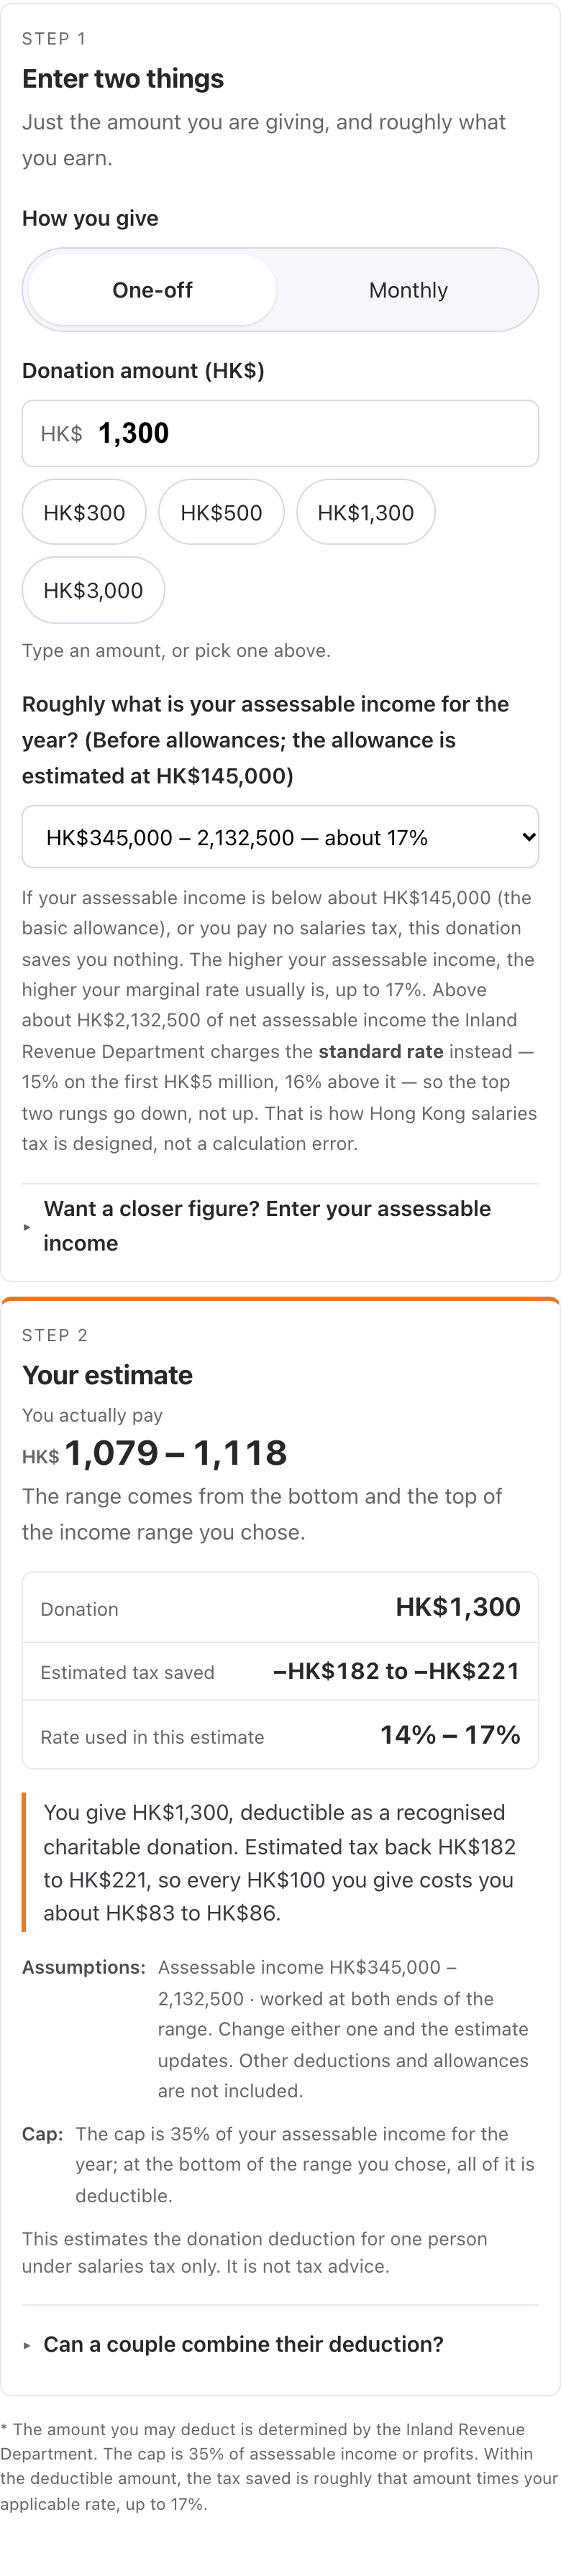 STEP 1
Enter two things
Just the amount you are giving, and roughly what
you earn.
How you give
One-off
Monthly
Donation amount (HK$)
HK$ 1,300
HK$300
HK$500
HK$1,300
HK$3,000
Type an amount, or pick one above.
Roughly what is your assessable income for the
year? (Before allowances; the allowance is
estimated at HK$145,000)
HK$345,000 – 2,132,500 — about 17%
If your assessable income is below about HK$145,000 (the
basic allowance), or you pay no salaries tax, this donation
saves you nothing. The higher your assessable income, the
higher your marginal rate usually is, up to 17%. Above
about HK$2,132,500 of net assessable income the Inland
Revenue Department charges the standard rate instead —
15% on the first HK$5 million, 16% above it — so the top
two rungs go down, not up. That is how Hong Kong salaries
tax is designed, not a calculation error.
Want a closer figure? Enter your assessable
income
STEP 2
Your estimate
You actually pay
HK$ 1,079 – 1,118
The range comes from the bottom and the top of
the income range you chose.
Donation HK$1,300
Estimated tax saved −HK$182 to −HK$221
Rate used in this estimate 14% – 17%
You give HK$1,300, deductible as a recognised
charitable donation. Estimated tax back HK$182
to HK$221, so every HK$100 you give costs you
about HK$83 to HK$86.
Assumptions: Assessable income HK$345,000 –
2,132,500 · worked at both ends of the
range. Change either one and the estimate
updates. Other deductions and allowances
are not included.
Cap: The cap is 35% of your assessable income for the
year; at the bottom of the range you chose, all of it is
deductible.
This estimates the donation deduction for one person
under salaries tax only. It is not tax advice.
Can a couple combine their deduction?
* The amount you may deduct is determined by the Inland Revenue
Department. The cap is 35% of assessable income or profits. Within
the deductible amount, the tax saved is roughly that amount times your
applicable rate, up to 17%.